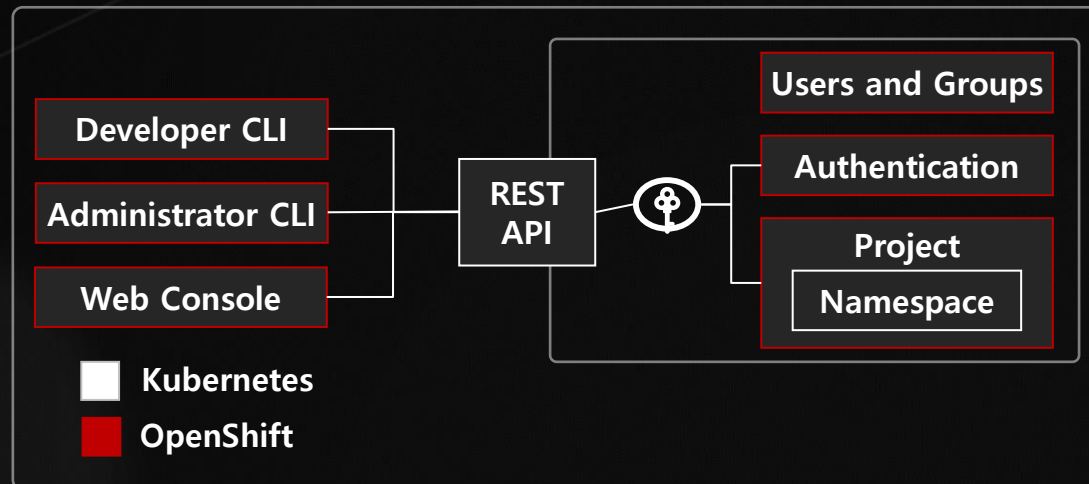 Developer CLI
Administrator CLI
Web Console
REST
API
Users and Groups
Authentication
Project
Namespace
Kubernetes
OpenShift